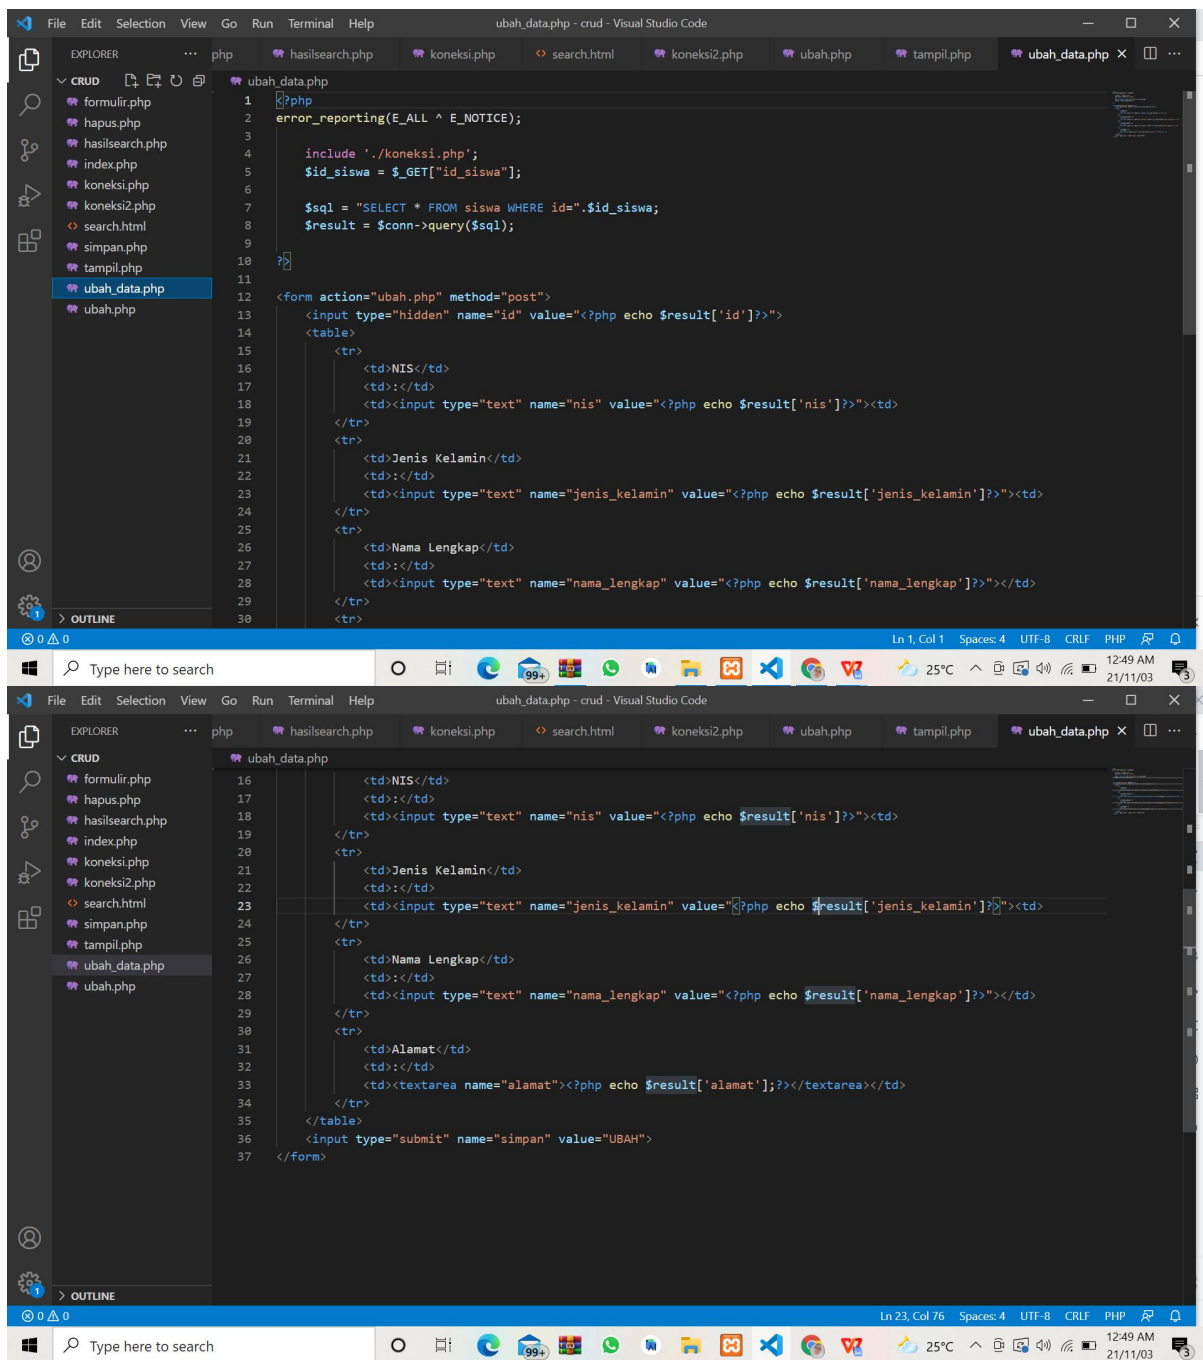 File Edit Selection View Go Run Terminal Help ubah_data.php - crud - Visual Studio Code
EXPLORER ··· php hasilsearch.php koneksi.php search.html koneksi2.php ubah.php tampil.php ubah_data.php ···
CRUD
formulir.php
hapus.php
hasilsearch.php
index.php
koneksi.php
koneksi2.php
search.html
simpan.php
tampil.php
ubah_data.php
ubah.php
OUTLINE
ubah_data.php
1 <?php
2 error_reporting(E_ALL ^ E_NOTICE);
3
4 include './koneksi.php';
5 $id_siswa = $_GET["id_siswa"];
6
7 $sql = "SELECT * FROM siswa WHERE id=".$id_siswa;
8 $result = $conn->query($sql);
9
10 ?>
11
12 <form action="ubah.php" method="post">
13 <input type="hidden" name="id" value="<?php echo $result['id']?>">
14 <table>
15 <tr>
16 <td>NIS</td>
17 <td>:</td>
18 <td><input type="text" name="nis" value="<?php echo $result['nis']?>"><td>
19 </tr>
20 <tr>
21 <td>Jenis Kelamin</td>
22 <td>:</td>
23 <td><input type="text" name="jenis_kelamin" value="<?php echo $result['jenis_kelamin']?>"><td>
24 </tr>
25 <tr>
26 <td>Nama Lengkap</td>
27 <td>:</td>
28 <td><input type="text" name="nama_lengkap" value="<?php echo $result['nama_lengkap']?>"></td>
29 </tr>
30 <tr>
1
0 0 Ln 1, Col 1 Spaces: 4 UTF-8 CRLF PHP
Type here to search 99+ 25°C 12:49 AM
21/11/03 3
File Edit Selection View Go Run Terminal Help ubah_data.php - crud - Visual Studio Code
EXPLORER ··· php hasilsearch.php koneksi.php search.html koneksi2.php ubah.php tampil.php ubah_data.php ···
CRUD
formulir.php
hapus.php
hasilsearch.php
index.php
koneksi.php
koneksi2.php
search.html
simpan.php
tampil.php
ubah_data.php
ubah.php
OUTLINE
ubah_data.php
16 <td>NIS</td>
17 <td>:</td>
18 <td><input type="text" name="nis" value="<?php echo $result['nis']?>"><td>
19 </tr>
20 <tr>
21 <td>Jenis Kelamin</td>
22 <td>:</td>
23 <td><input type="text" name="jenis_kelamin" value="<?php echo $result['jenis_kelamin']?>"><td>
24 </tr>
25 <tr>
26 <td>Nama Lengkap</td>
27 <td>:</td>
28 <td><input type="text" name="nama_lengkap" value="<?php echo $result['nama_lengkap']?>"></td>
29 </tr>
30 <tr>
31 <td>Alamat</td>
32 <td>:</td>
33 <td><textarea name="alamat"><?php echo $result['alamat'];?></textarea></td>
34 </tr>
35 </table>
36 <input type="submit" name="simpan" value="UBAH">
37 </form>
1
0 0 Ln 23, Col 76 Spaces: 4 UTF-8 CRLF PHP
Type here to search 99+ 25°C 12:49 AM
21/11/03 3